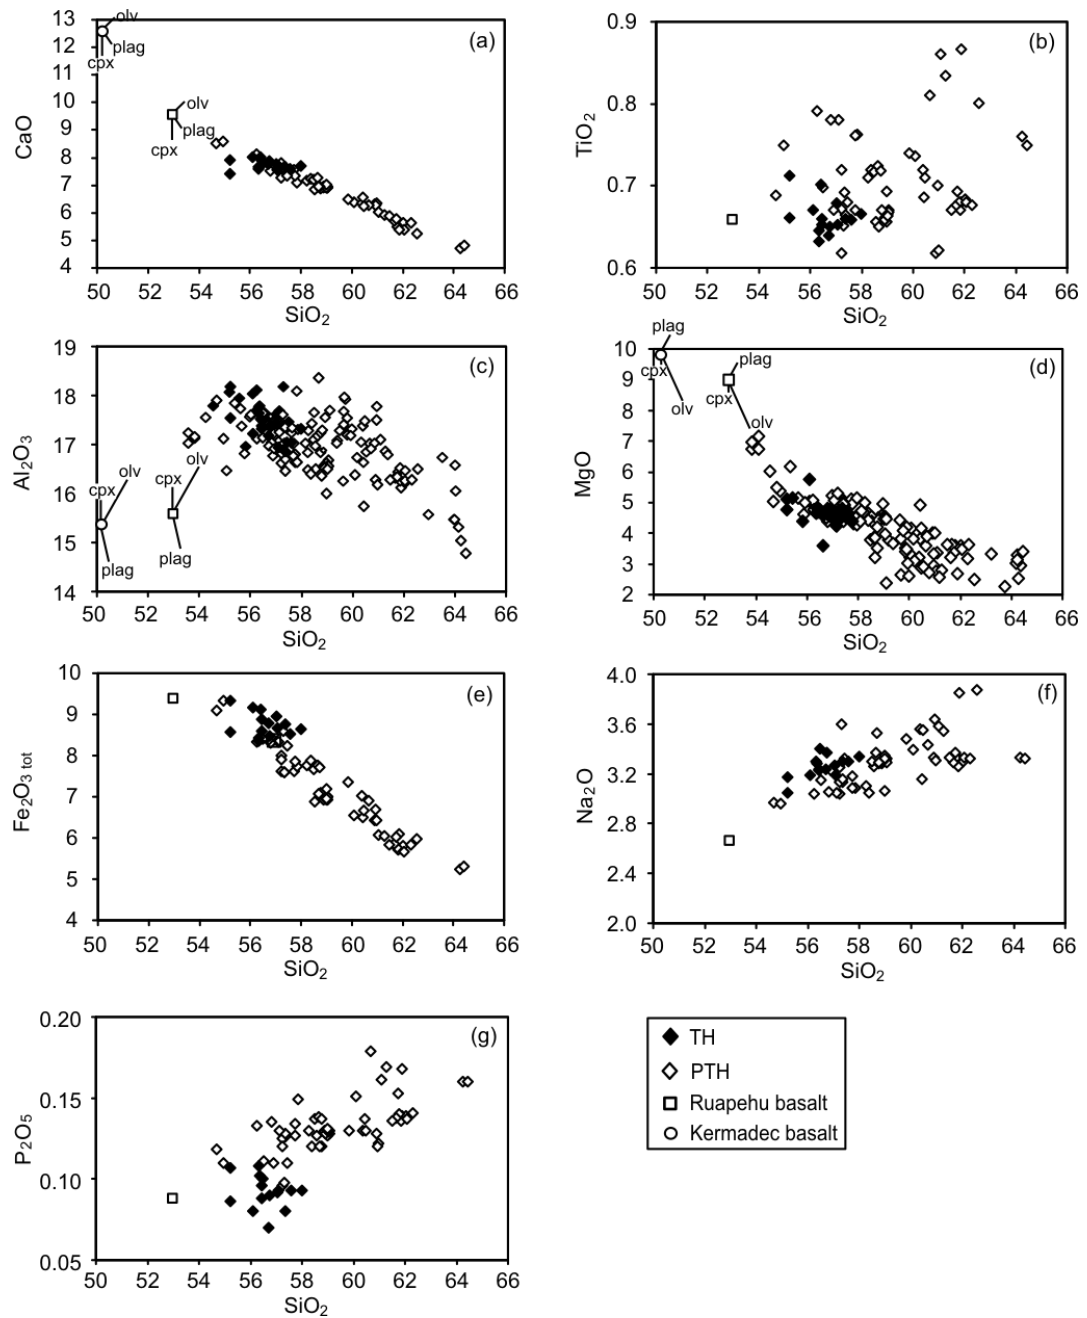 (a)
CaO
13
12
11
10
9
8
7
6
5
4
olv
plag
cpx
olv
plag
cpx
50 52 54 56 58 60 62 64 66
SiO₂
(b)
TiO₂
0.9
0.8
0.7
0.6
50 52 54 56 58 60 62 64 66
SiO₂
(c)
Al₂O₃
19
18
17
16
15
14
cpx
olv
plag
cpx
olv
plag
50 52 54 56 58 60 62 64 66
SiO₂
(d)
MgO
10
9
8
7
6
5
4
3
2
plag
cpx
olv
plag
cpx
olv
50 52 54 56 58 60 62 64 66
SiO₂
(e)
Fe₂O₃ tot
10
9
8
7
6
5
4
50 52 54 56 58 60 62 64 66
SiO₂
(f)
Na₂O
4.0
3.6
3.2
2.8
2.4
2.0
50 52 54 56 58 60 62 64 66
SiO₂
(g)
P₂O₅
0.20
0.15
0.10
0.05
50 52 54 56 58 60 62 64 66
SiO₂
TH
PTH
Ruapehu basalt
Kermadec basalt